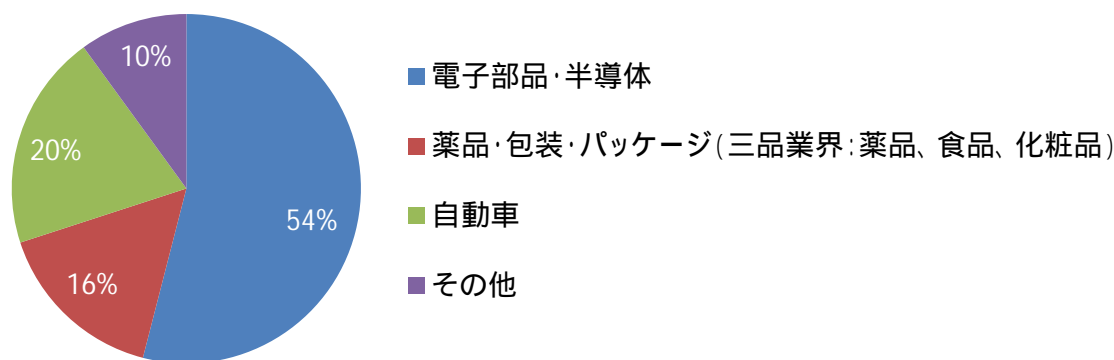 10%
20%
54%
16%
電子部品・半導体
薬品・包装・パッケージ(三品業界:薬品、食品、化粧品)
自動車
その他